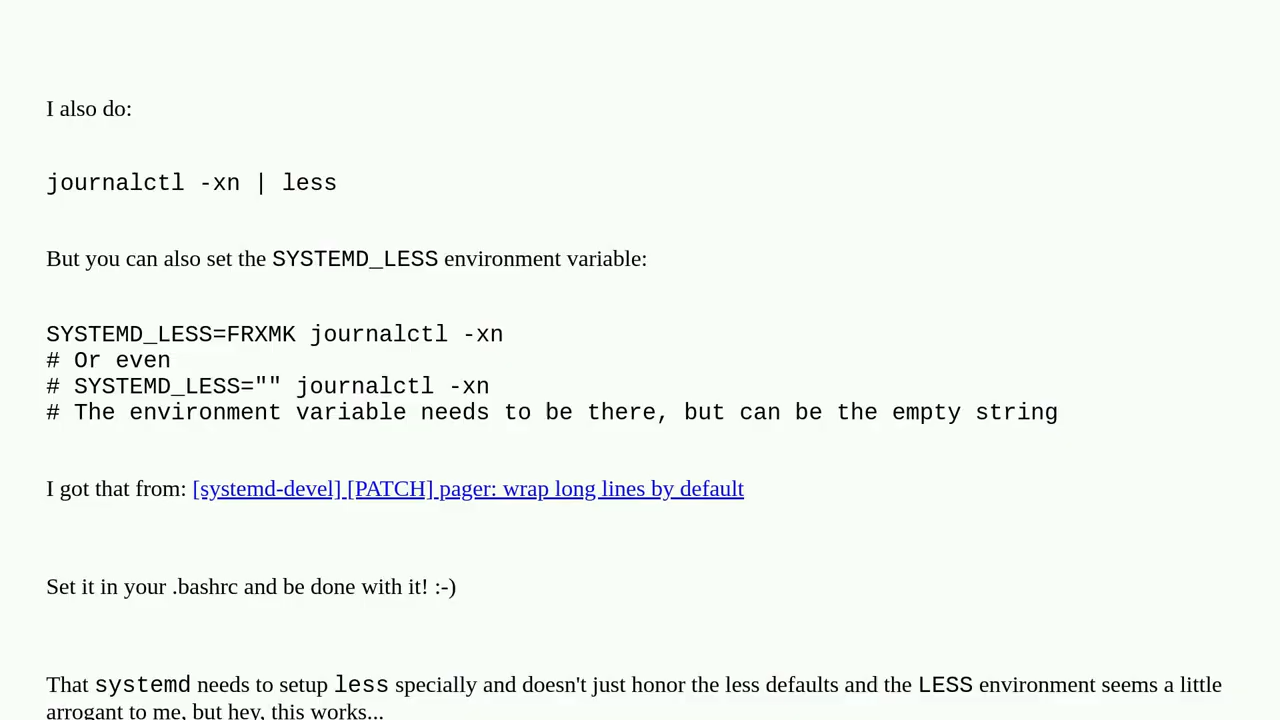 I also do:
journalctl -xn | less
But you can also set the SYSTEMD_LESS environment variable:
SYSTEMD_LESS=FRXMK journalctl -xn
# Or even
# SYSTEMD_LESS="" journalctl -xn
# The environment variable needs to be there, but can be the empty string
I got that from: [systemd-devel] [PATCH] pager: wrap long lines by default
Set it in your .bashrc and be done with it! :-)
That systemd needs to setup less specially and doesn't just honor the less defaults and the LESS environment seems a little
arrogant to me, but hey, this works...